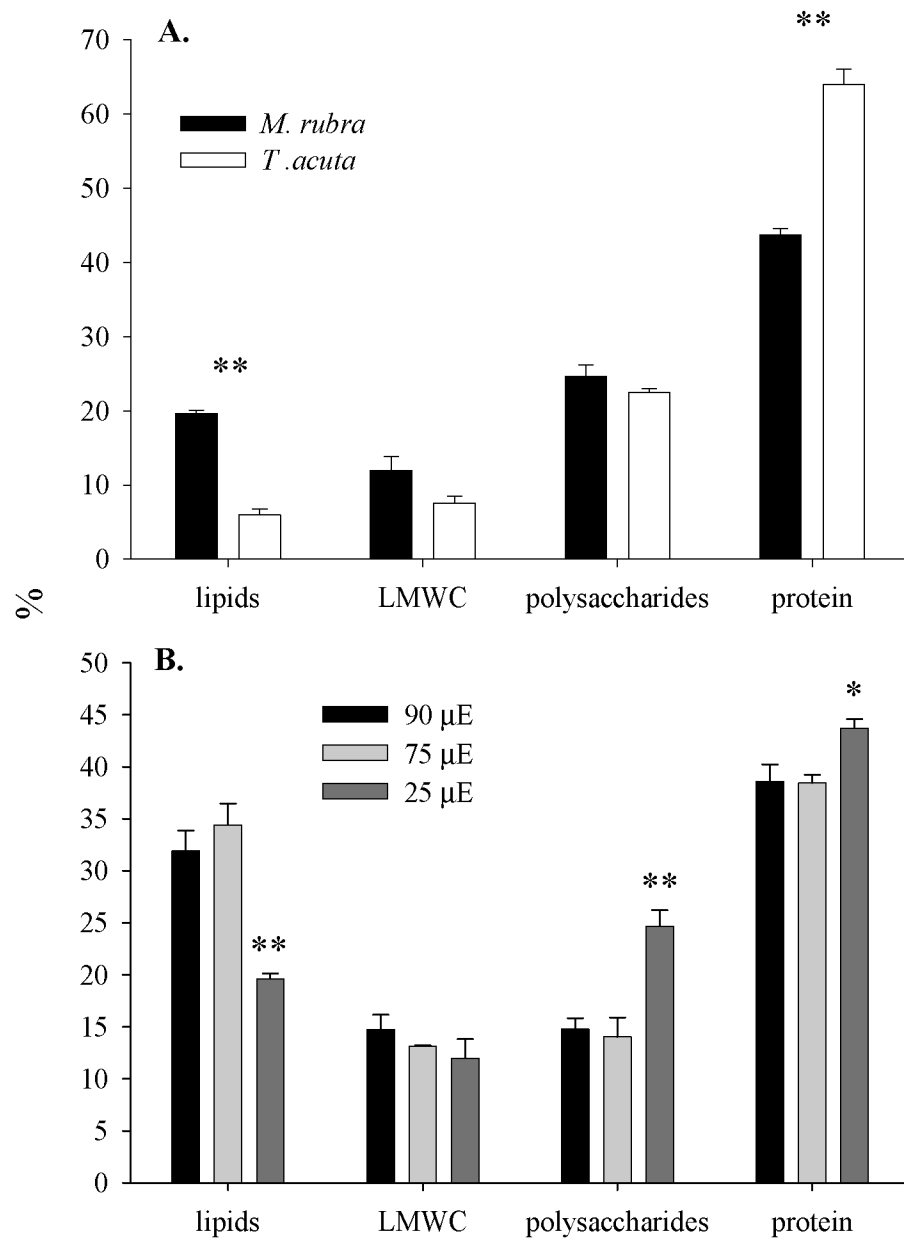 A.
**
70
60
50
40
30
20
10
0
M. rubra
T .acuta
**
lipids
LMWC
polysaccharides
protein
%
B.
50
45
40
35
30
25
20
15
10
5
0
90 µE
75 µE
25 µE
*
**
**
lipids
LMWC
polysaccharides
protein